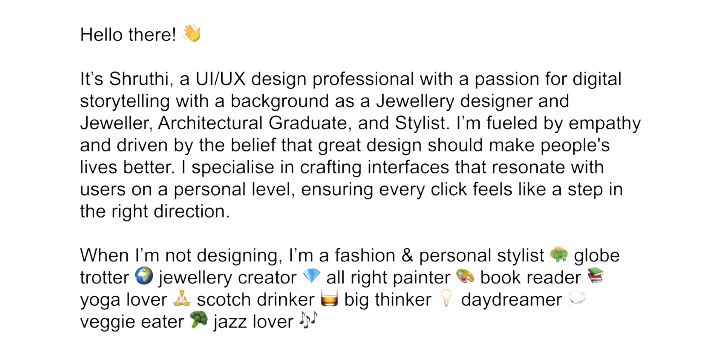 Hello there! 👋
It’s Shruthi, a UI/UX design professional with a passion for digital
storytelling with a background as a Jewellery designer and
Jeweller, Architectural Graduate, and Stylist. I’m fueled by empathy
and driven by the belief that great design should make people's
lives better. I specialise in crafting interfaces that resonate with
users on a personal level, ensuring every click feels like a step in
the right direction.
When I’m not designing, I’m a fashion & personal stylist 👒 globe
trotter 🌍 jewellery creator 💎 all right painter 🎨 book reader 📚
yoga lover 🧘 scotch drinker 🥃 big thinker 💡 daydreamer 💭
veggie eater 🥦 jazz lover 🎶